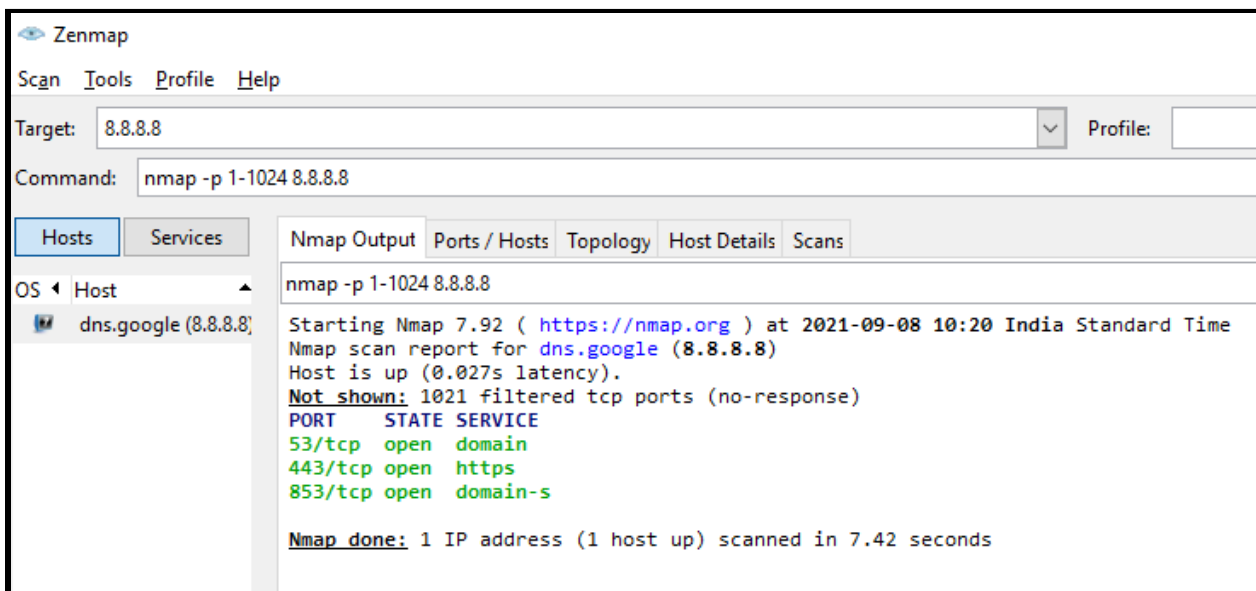 Zenmap
Scan Tools Profile Help
Target: 8.8.8.8 Profile:
Command: nmap -p 1-1024 8.8.8.8
Hosts Services
Nmap Output Ports / Hosts Topology Host Details Scans
OS Host
nmap -p 1-1024 8.8.8.8
dns.google (8.8.8.8)
Starting Nmap 7.92 ( https://nmap.org ) at 2021-09-08 10:20 India Standard Time
Nmap scan report for dns.google (8.8.8.8)
Host is up (0.027s latency).
Not shown: 1021 filtered tcp ports (no-response)
PORT STATE SERVICE
53/tcp open domain
443/tcp open https
853/tcp open domain-s
Nmap done: 1 IP address (1 host up) scanned in 7.42 seconds